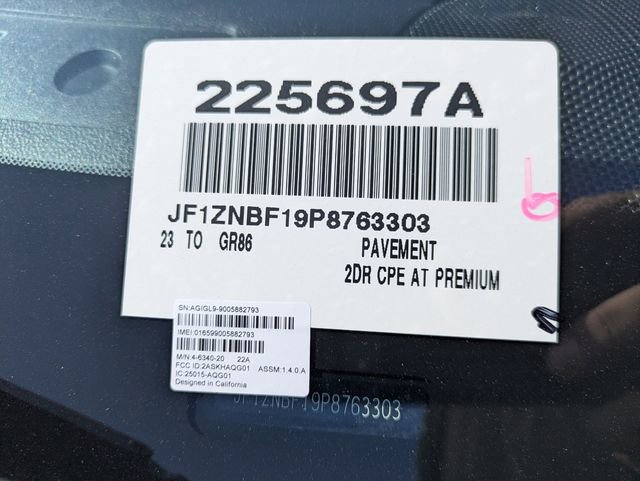 225697A
JF1ZNBF19P8763303
23 TO GR86 PAVEMENT
2DR CPE AT PREMIUM
SN:AGIGL9-9005882793
IMEI:016599005882793
M/N:4-6340-20 22A
FCC ID:2ASKHAQG01 ASSM:1.4.0.A
IC:25015-AQG01
Designed in California
JF1ZNBF19P8763303